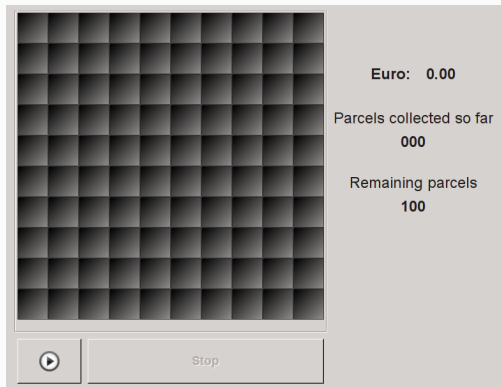 Euro: 0.00
Parcels collected so far
000
Remaining parcels
100
Stop